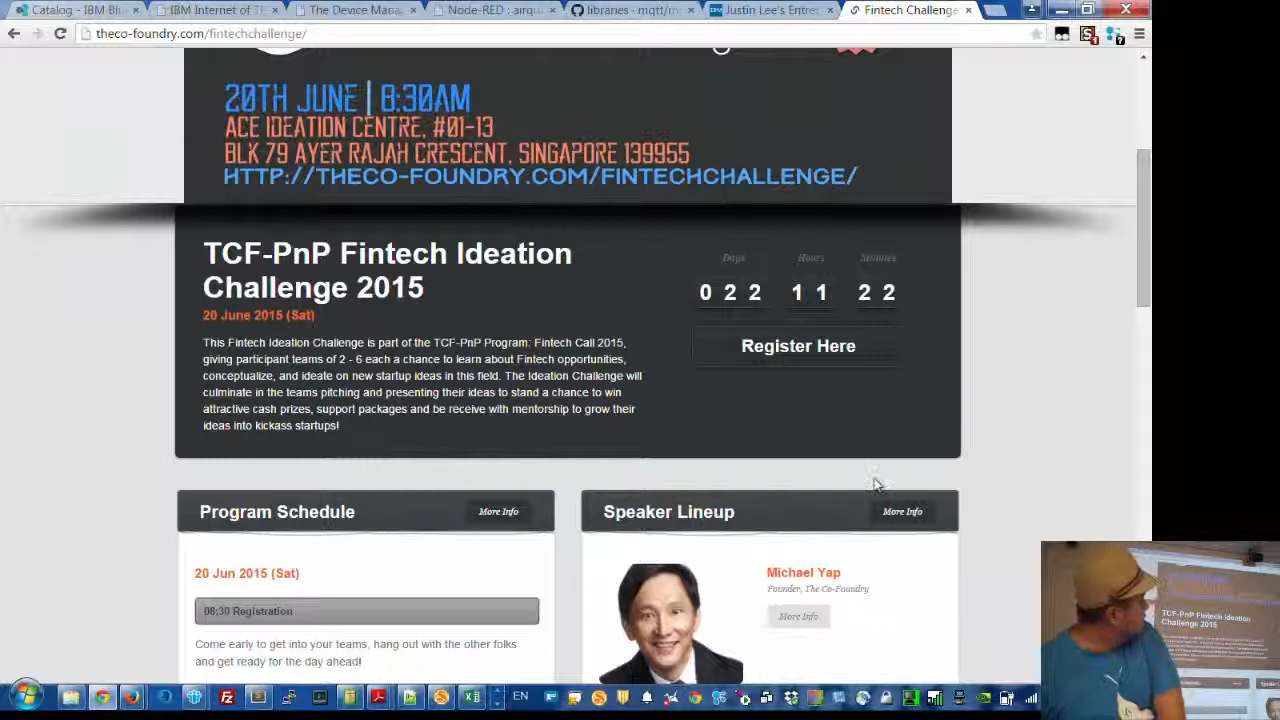 Catalog - IBM Blu
IBM Internet of T
The Device Mana
Node-RED : airqu
libraries - mqtt/m
Justin Lee's Entre
Fintech Challenge
theco-foundry.com/fintechchallenge/
20TH JUNE | 8:30AM
ACE IDEATION CENTRE, #01-13
BLK 79 AYER RAJAH CRESCENT, SINGAPORE 139955
HTTP://THECO-FOUNDRY.COM/FINTECHCHALLENGE/
TCF-PnP Fintech Ideation
Challenge 2015
20 June 2015 (Sat)
This Fintech Ideation Challenge is part of the TCF-PnP Program: Fintech Call 2015,
giving participant teams of 2 - 6 each a chance to learn about Fintech opportunities,
conceptualize, and ideate on new startup ideas in this field. The Ideation Challenge will
culminate in the teams pitching and presenting their ideas to stand a chance to win
attractive cash prizes, support packages and be receive with mentorship to grow their
ideas into kickass startups!
Days Hours Minutes
0 2 2 1 1 2 2
Register Here
Program Schedule More Info
20 Jun 2015 (Sat)
08:30 Registration
Come early to get into your teams, hang out with the other folks
and get ready for the day ahead!
Speaker Lineup More Info
Michael Yap
Founder, The Co-Foundry
More Info
EN
TCF-PnP Fintech Ideation
Challenge 2015